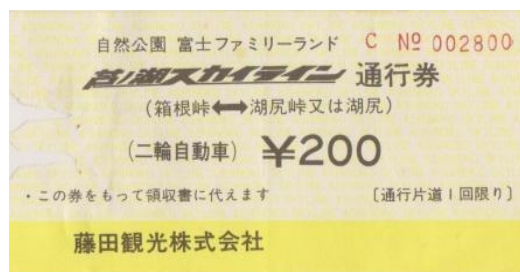 自然公園 富士ファミリーランド C № 002800
芦ノ湖スカイライン 通行券
(箱根峠⟷湖尻峠又は湖尻)
(二輪自動車) ¥200
・この券をもって領収書に代えます 〔通行片道1回限り〕
藤田観光株式会社